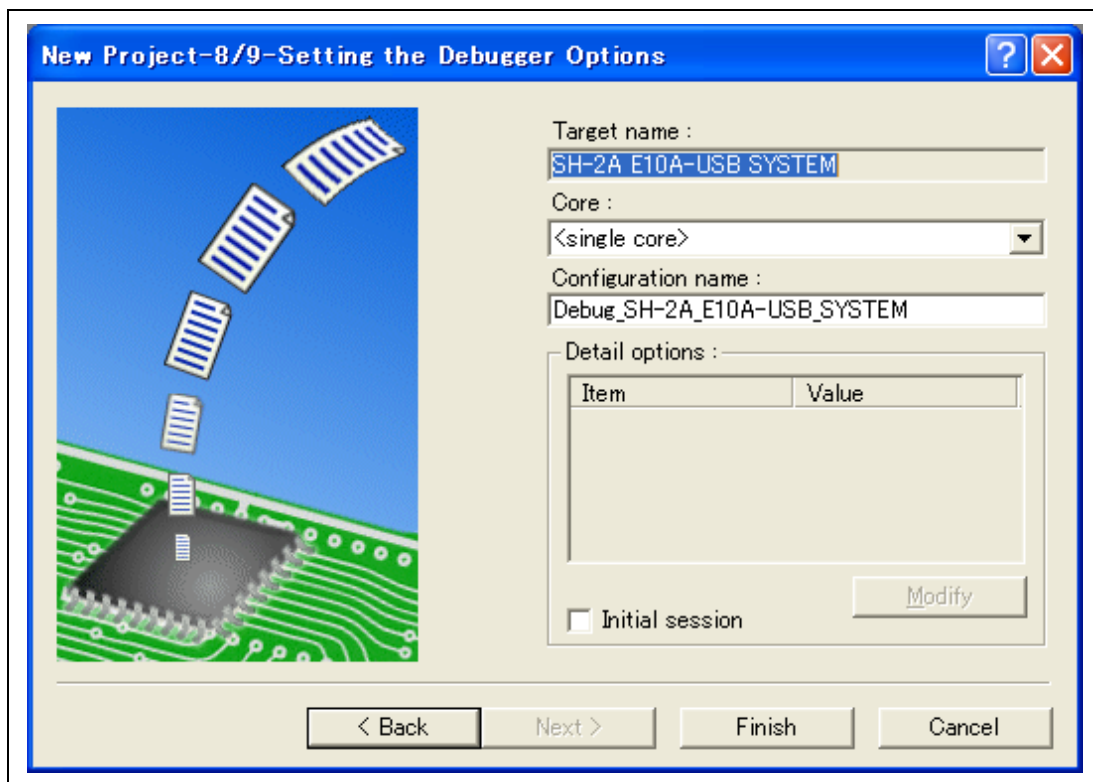 New Project-8/9-Setting the Debugger Options
Target name :
SH-2A E10A-USB SYSTEM
Core :
<single core>
Configuration name :
Debug_SH-2A_E10A-USB_SYSTEM
Detail options :
Item Value
Modify
Initial session
< Back Next > Finish Cancel